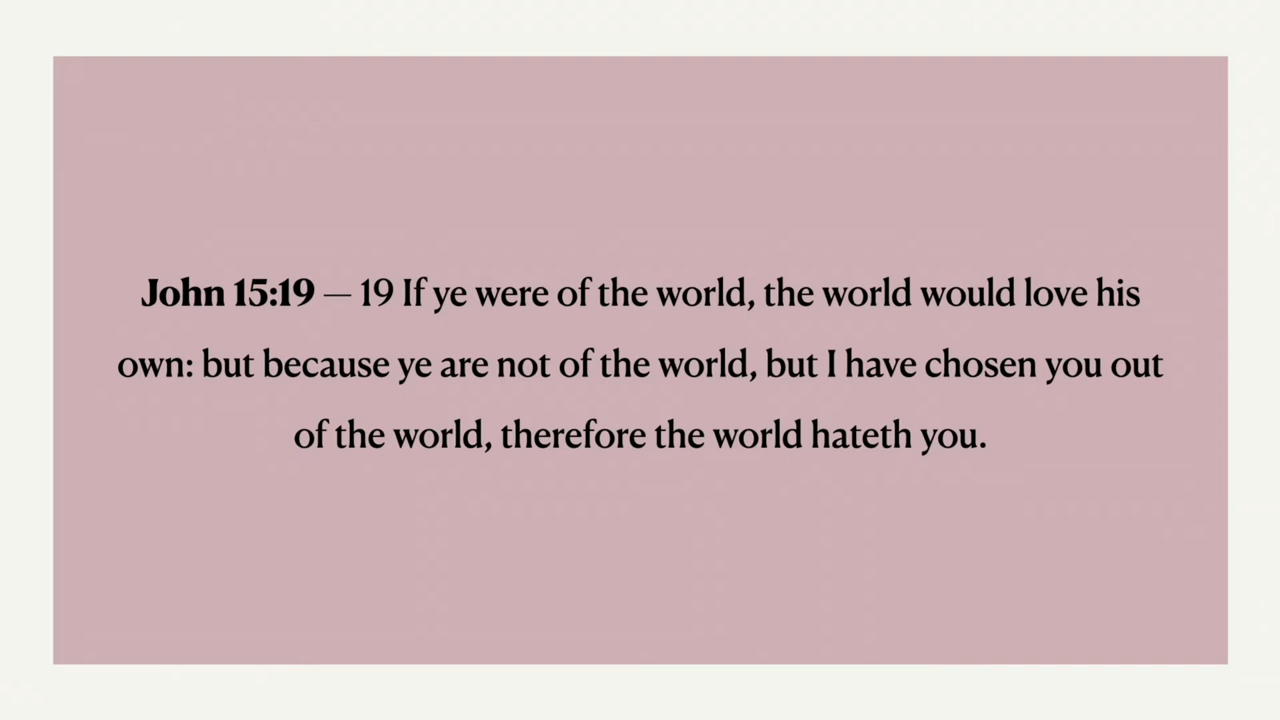 John 15:19 — 19 If ye were of the world, the world would love his
own: but because ye are not of the world, but I have chosen you out
of the world, therefore the world hateth you.